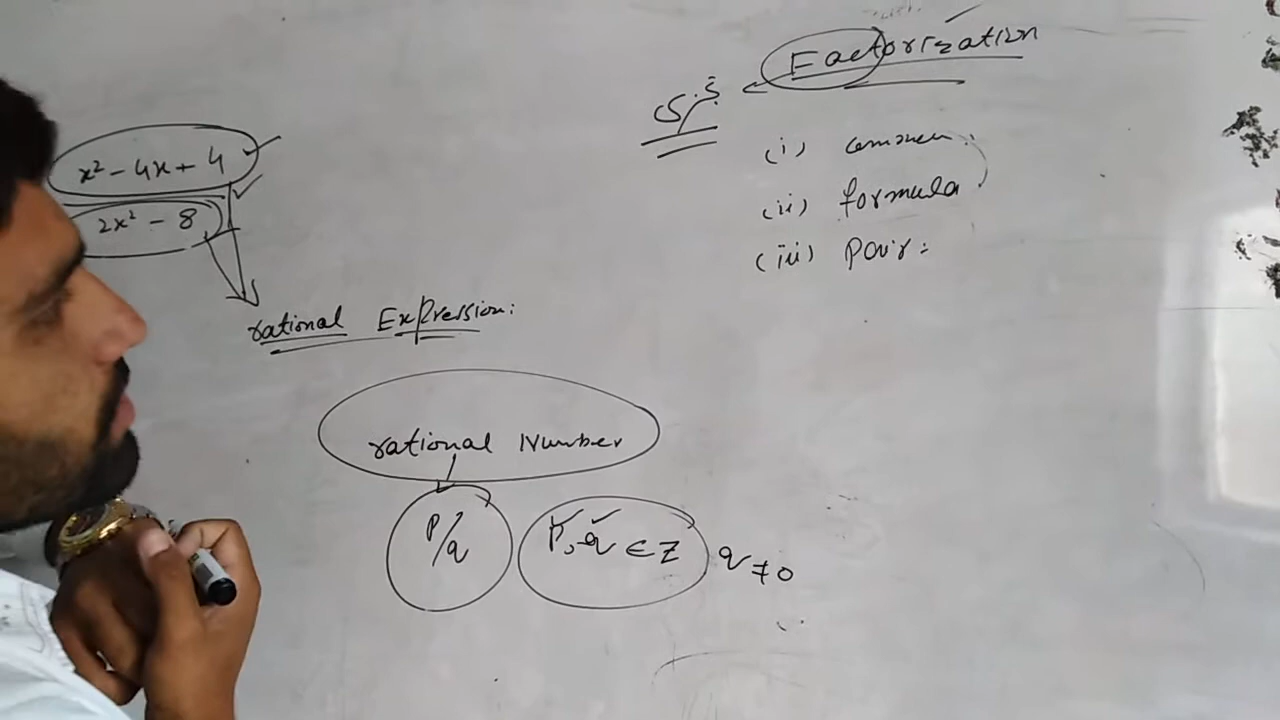 Factorization
(i) common:
(ii) formula
(iii) Pair:
x² - 4x + 4
2x² - 8
rational Expression:
rational Number
P/q P, q ∈ Z q ≠ 0